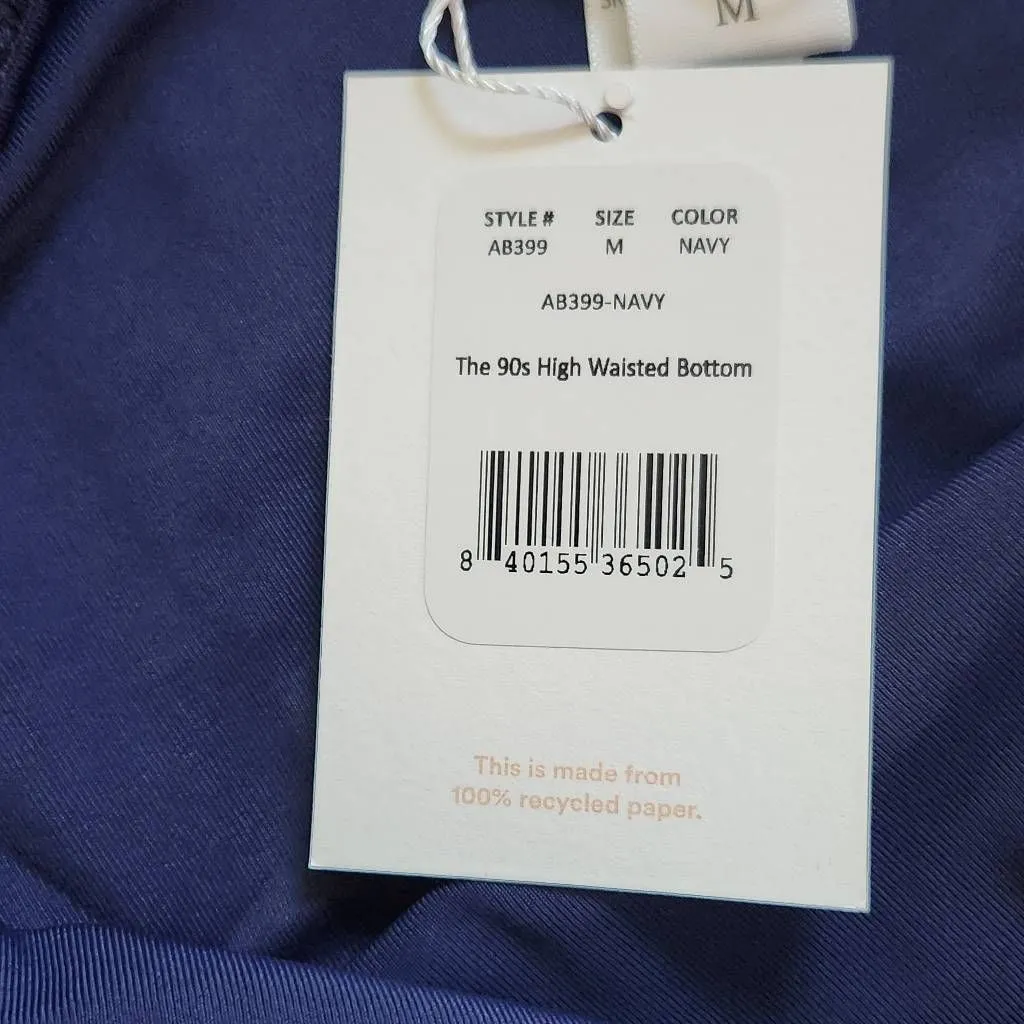 M
STYLE # SIZE COLOR
AB399 M NAVY
AB399-NAVY
The 90s High Waisted Bottom
8 40155 36502 5
This is made from
100% recycled paper.